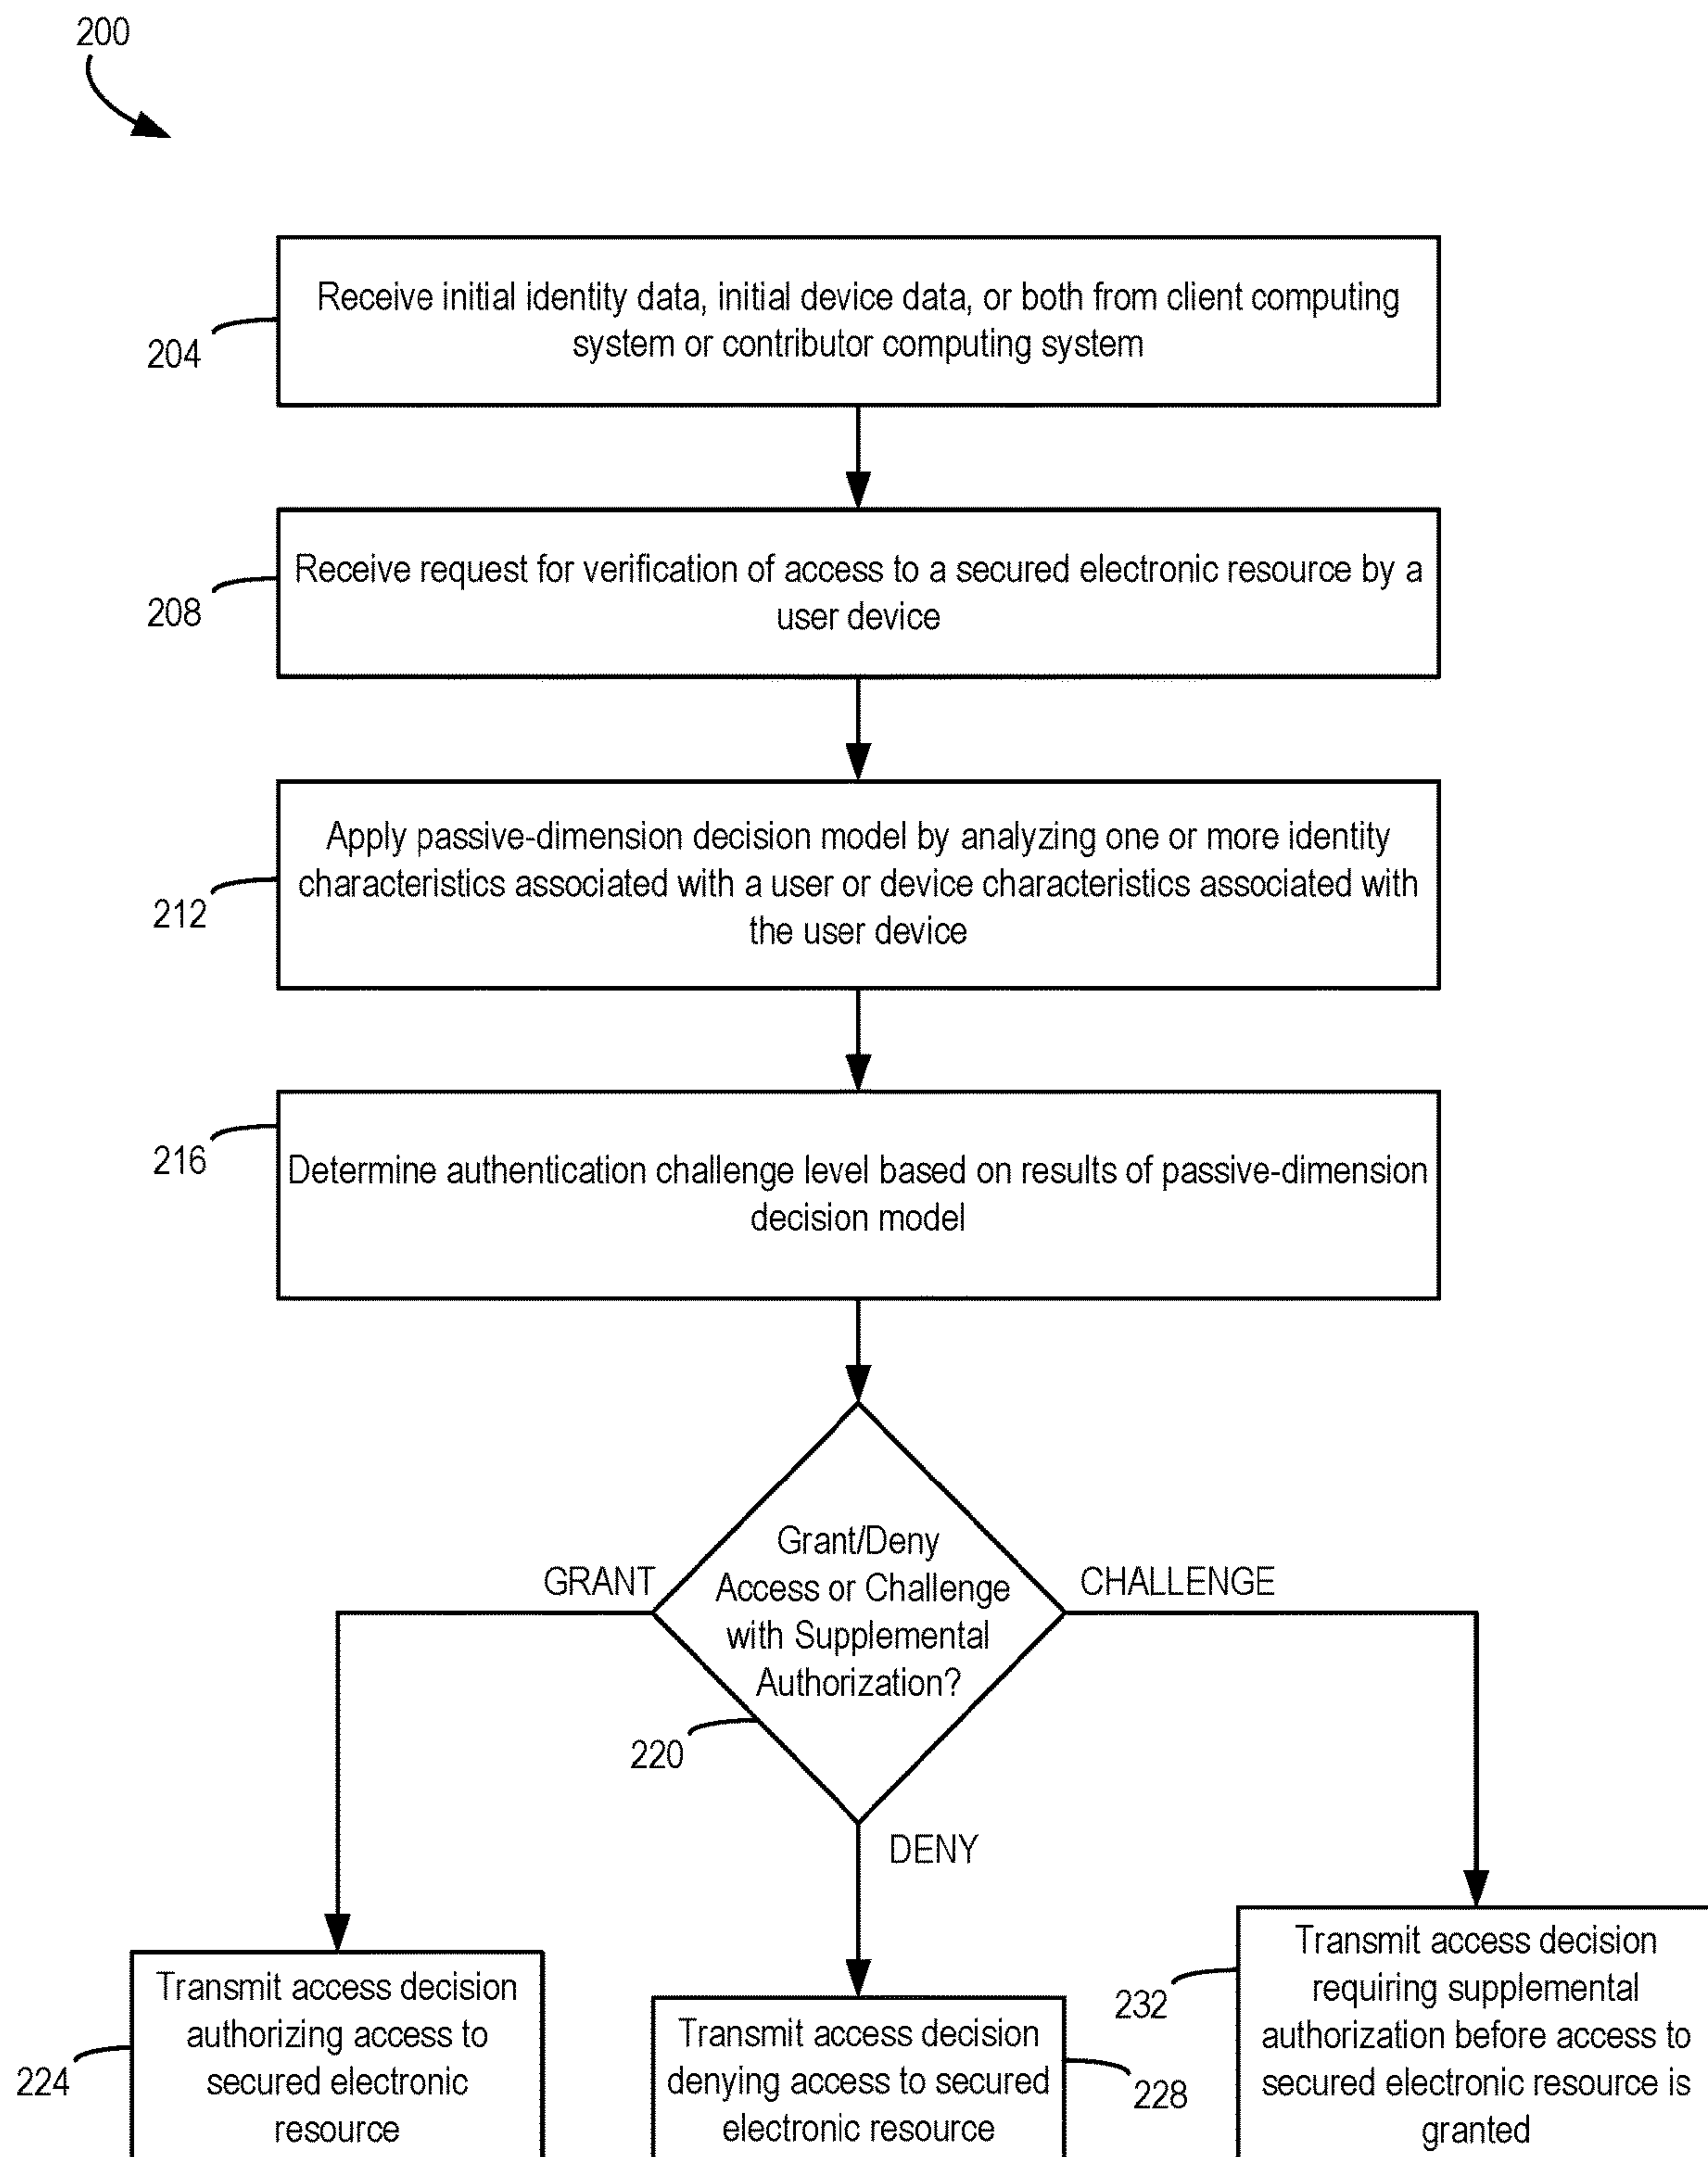 200
Receive initial identity data, initial device data, or both from client computing
system or contributor computing system
204
Receive request for verification of access to a secured electronic resource by a
user device
208
Apply passive-dimension decision model by analyzing one or more identity
characteristics associated with a user or device characteristics associated with
the user device
212
Determine authentication challenge level based on results of passive-dimension
decision model
216
Grant/Deny
Access or Challenge
with Supplemental
Authorization?
GRANT
CHALLENGE
220
DENY
Transmit access decision
authorizing access to
secured electronic
resource
224
Transmit access decision
denying access to secured
electronic resource
228
Transmit access decision
requiring supplemental
authorization before access to
secured electronic resource is
granted
232